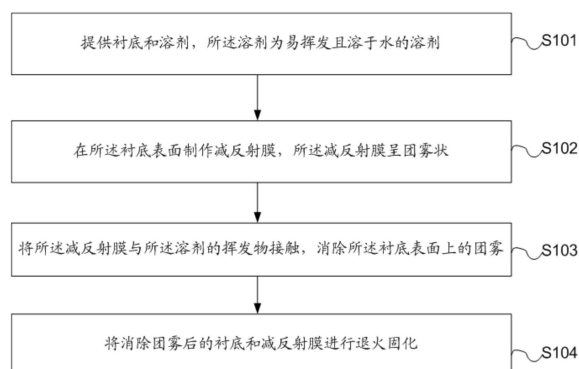 提供衬底和溶剂，所述溶剂为易挥发且溶于水的溶剂
S101
在所述衬底表面制作减反射膜，所述减反射膜呈团雾状
S102
将所述减反射膜与所述溶剂的挥发物接触，消除所述衬底表面上的团雾
S103
将消除团雾后的衬底和减反射膜进行退火固化
S104